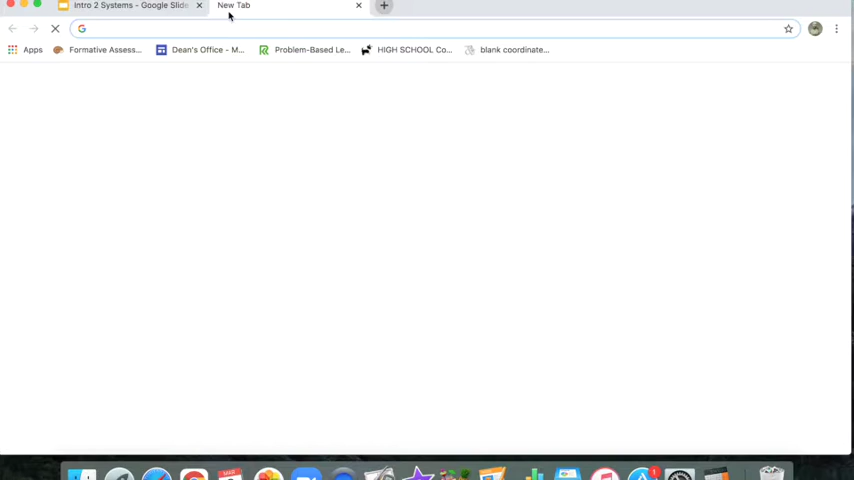 Intro 2 Systems - Google Slide
New Tab
Apps
Formative Assess...
Dean's Office - M...
Problem-Based Le...
HIGH SCHOOL Co...
blank coordinate...
1